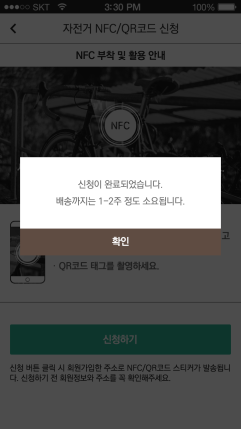 SKT 3:30 PM 100%
자전거 NFC/QR코드 신청
NFC 부착 및 활용 안내
NFC
신청이 완료되었습니다.
배송까지는 1~2주 정도 소요됩니다.
확인
고
· QR코드 태그를 촬영하세요.
신청하기
신청 버튼 클릭 시 회원가입한 주소로 NFC/QR코드 스티커가 발송됩니
다. 신청하기 전 회원정보와 주소를 꼭 확인해주세요.